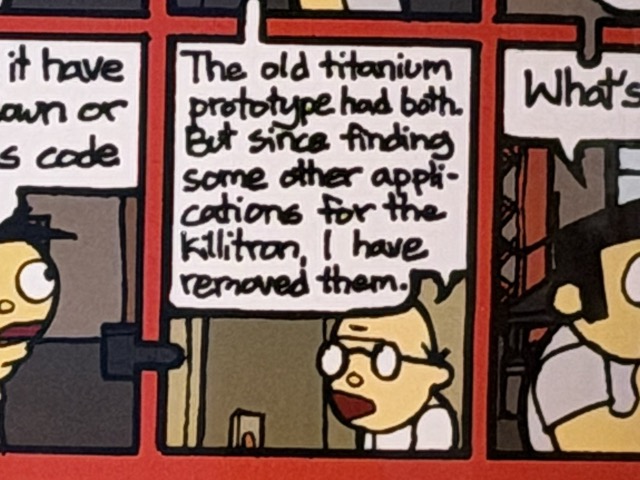 it have
own or
s code
The old titanium
prototype had both.
But since finding
some other appli-
cations for the
killitron, I have
removed them.
What's